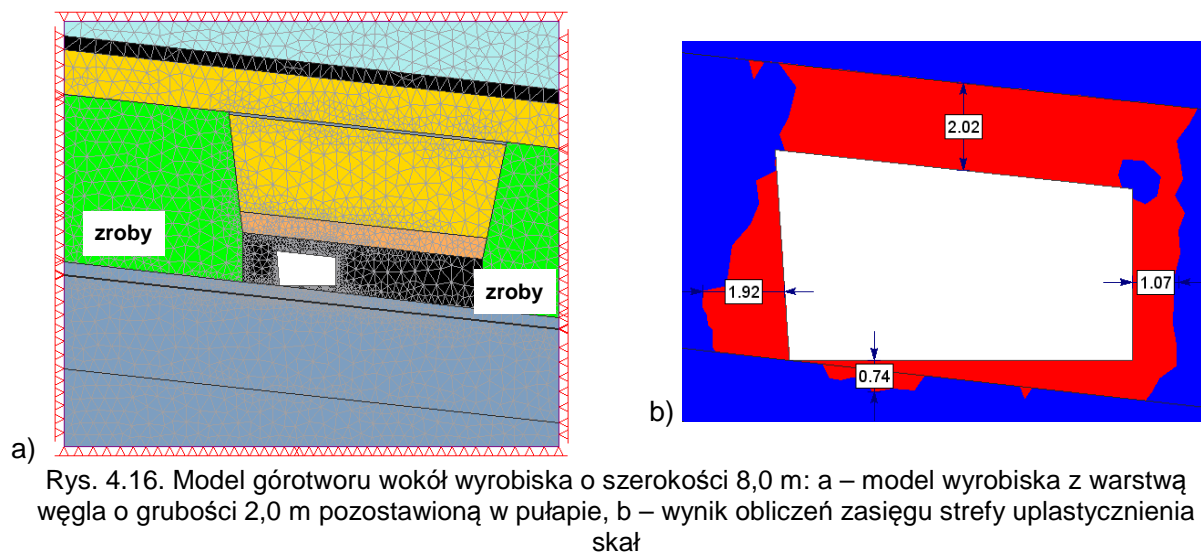 zroby
zroby
a)
2.02
1.92
1.07
0.74
b)
Rys. 4.16. Model górotworu wokół wyrobiska o szerokości 8,0 m: a – model wyrobiska z warstwą
węgla o grubości 2,0 m pozostawioną w pułapie, b – wynik obliczeń zasięgu strefy uplastycznienia
skał